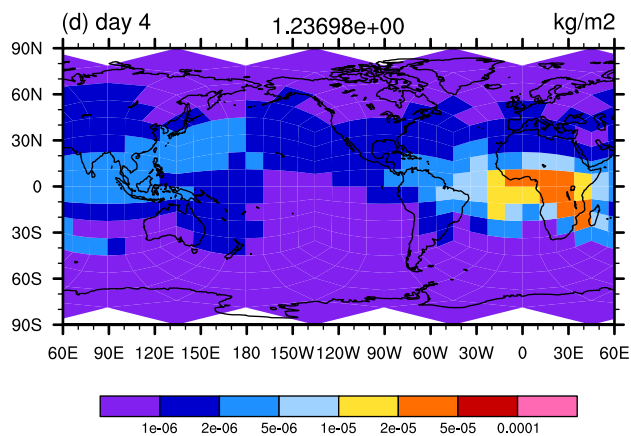 (d) day 4 1.23698e+00 kg/m2
90N
60N
30N
0
30S
60S
90S
60E 90E 120E 150E 180 150W 120W 90W 60W 30W 0 30E 60E
1e-06 2e-06 5e-06 1e-05 2e-05 5e-05 0.0001